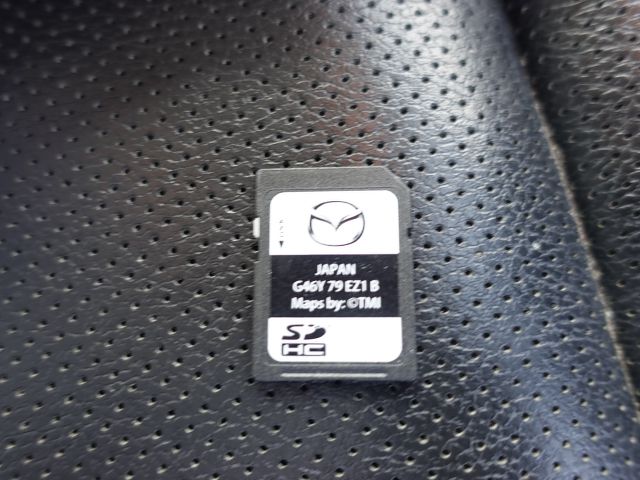 JAPAN
G46Y 79 EZ1 B
Maps by: ©TMI
SD
HC